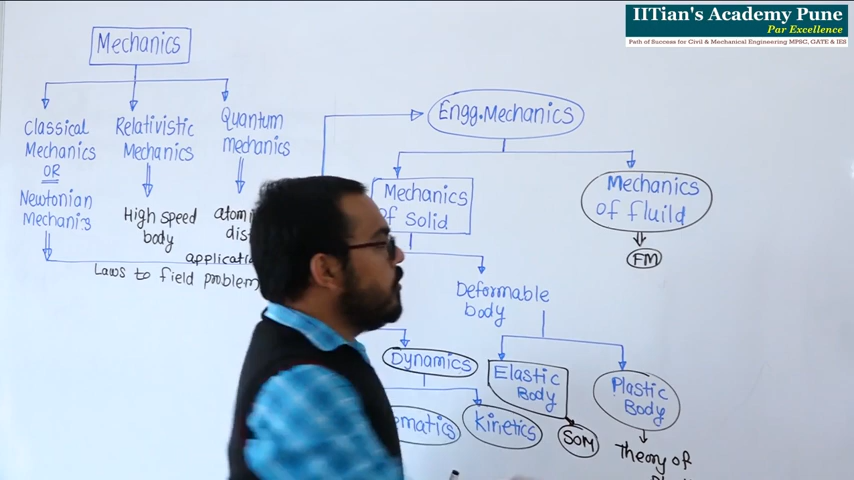 IITian's Academy Pune
Par Excellence
Path of Success for Civil & Mechanical Engineering MPSC, GATE & IES
Mechanics
Classical
Mechanics
OR
Newtonian
Mechanics
Relativistic
Mechanics
High speed
body
Quantum
mechanics
Laws to field
Engg.Mechanics
Mechanics
of Solid
Mechanics
of fluild
FM
Deformable
body
Dynamics
Kinetics
Elastic
Body
SOM
Plastic
Body
Theory of